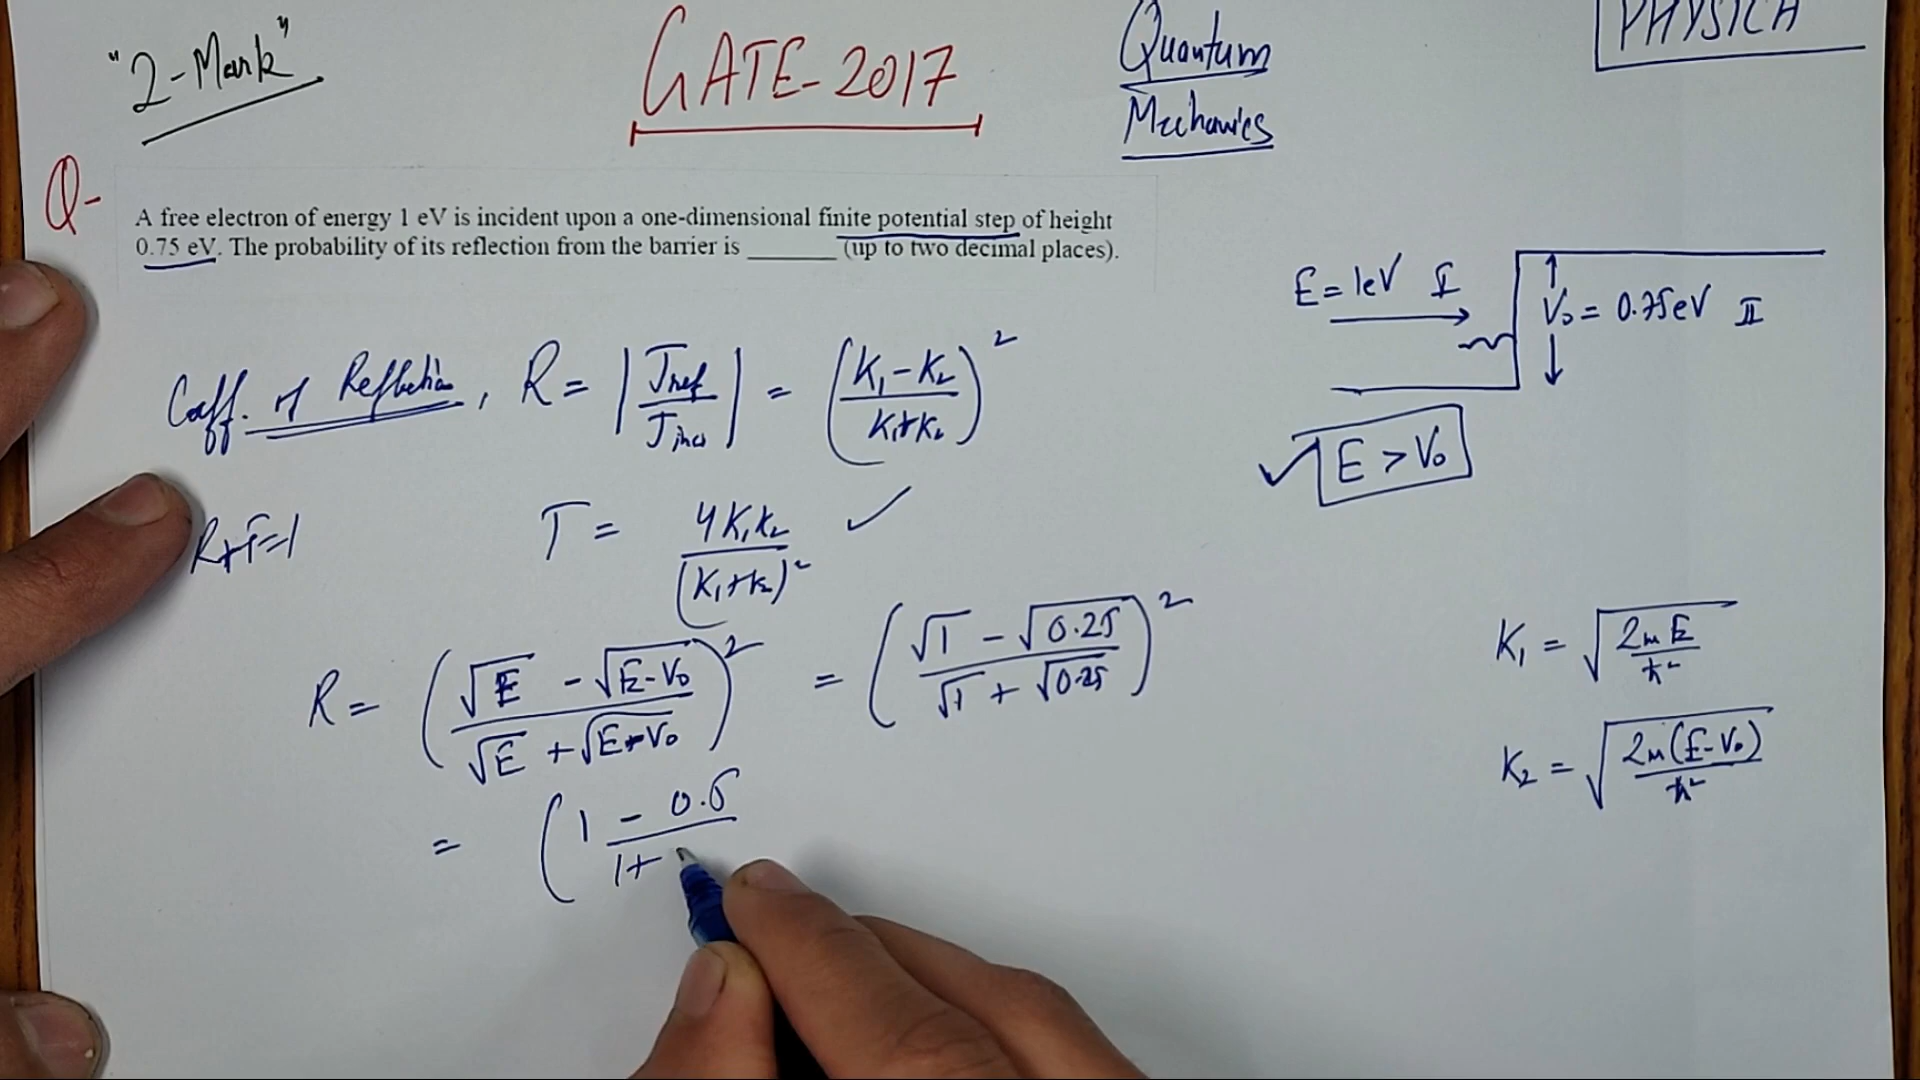 "2-Mark"
GATE-2017
Quantum
Mechanics
PHYSICA
Q-
A free electron of energy 1 eV is incident upon a one-dimensional finite potential step of height
0.75 eV. The probability of its reflection from the barrier is ______ (up to two decimal places).
E = 1eV I
V₀ = 0.75eV II
E > V₀
Coff. of Reflection, R = |Jref / Jinc| = ((K₁ - K₂) / (K₁+K₂))²
R+T=1
T = 4K₁K₂ / (K₁+K₂)² ✓
R = ((√E - √(E-V₀)) / (√E + √(E-V₀)))² = ((√1 - √0.25) / (√1 + √0.25))²
K₁ = √(2mE / ħ²)
K₂ = √(2m(E-V₀) / ħ²)
= (1 - 0.5 / 1+